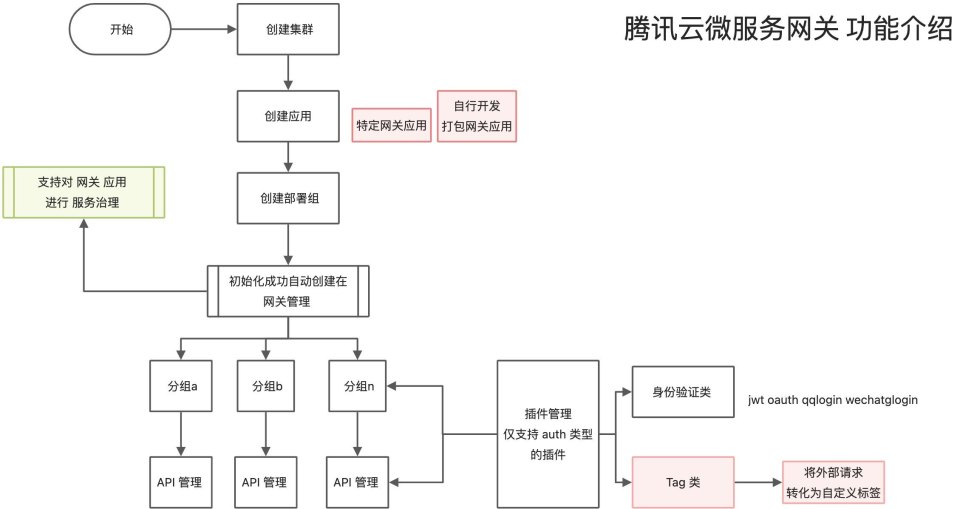 腾讯云微服务网关 功能介绍
开始
创建集群
创建应用
特定网关应用
自行开发
打包网关应用
支持对 网关 应用
进行 服务治理
创建部署组
初始化成功自动创建在
网关管理
分组a
分组b
分组n
插件管理
仅支持 auth 类型
的插件
身份验证类
jwt oauth qqlogin wechatglogin
API 管理
API 管理
API 管理
Tag 类
将外部请求
转化为自定义标签